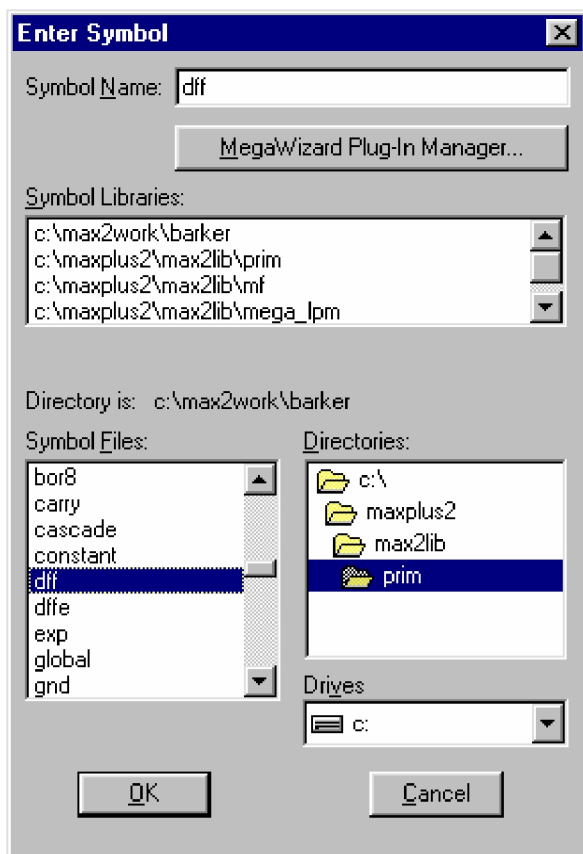 Enter Symbol
Symbol Name: dff
MegaWizard Plug-In Manager...
Symbol Libraries:
c:\max2work\barker
c:\maxplus2\max2lib\prim
c:\maxplus2\max2lib\mf
c:\maxplus2\max2lib\mega_lpm
Directory is: c:\max2work\barker
Symbol Files:
bor8
carry
cascade
constant
dff
dffe
exp
global
gnd
Directories:
c:\
maxplus2
max2lib
prim
Drives
c:
OK
Cancel